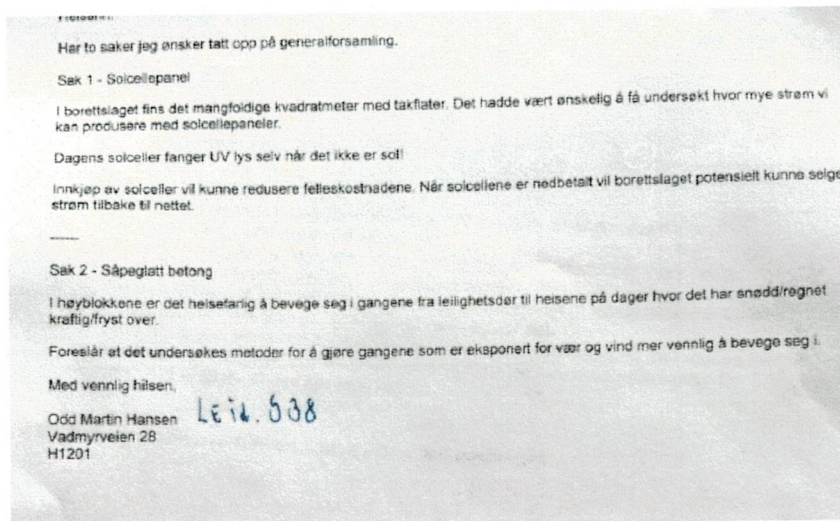 Har to saker jeg ønsker tatt opp på generalforsamling.
Sak 1 - Solcellepanel
I borettslaget fins det mangfoldige kvadratmeter med takflater. Det hadde vært ønskelig å få undersøkt hvor mye strøm vi
kan produsere med solcellepaneler.
Dagens solceller fanger UV lys selv når det ikke er sol!
Innkjøp av solceller vil kunne redusere felleskostnadene. Når solcellene er nedbetalt vil borettslaget potensielt kunne selge
strøm tilbake til nettet.
-----
Sak 2 - Såpeglatt betong
I høyblokkene er det helsefarlig å bevege seg i gangene fra leilighetsdør til heisene på dager hvor det har snødd/regnet
kraftig/fryst over.
Foreslår at det undersøkes metoder for å gjøre gangene som er eksponert for vær og vind mer vennlig å bevege seg i.
Med vennlig hilsen,
Odd Martin Hansen Leil. 538
Vadmyrveien 28
H1201